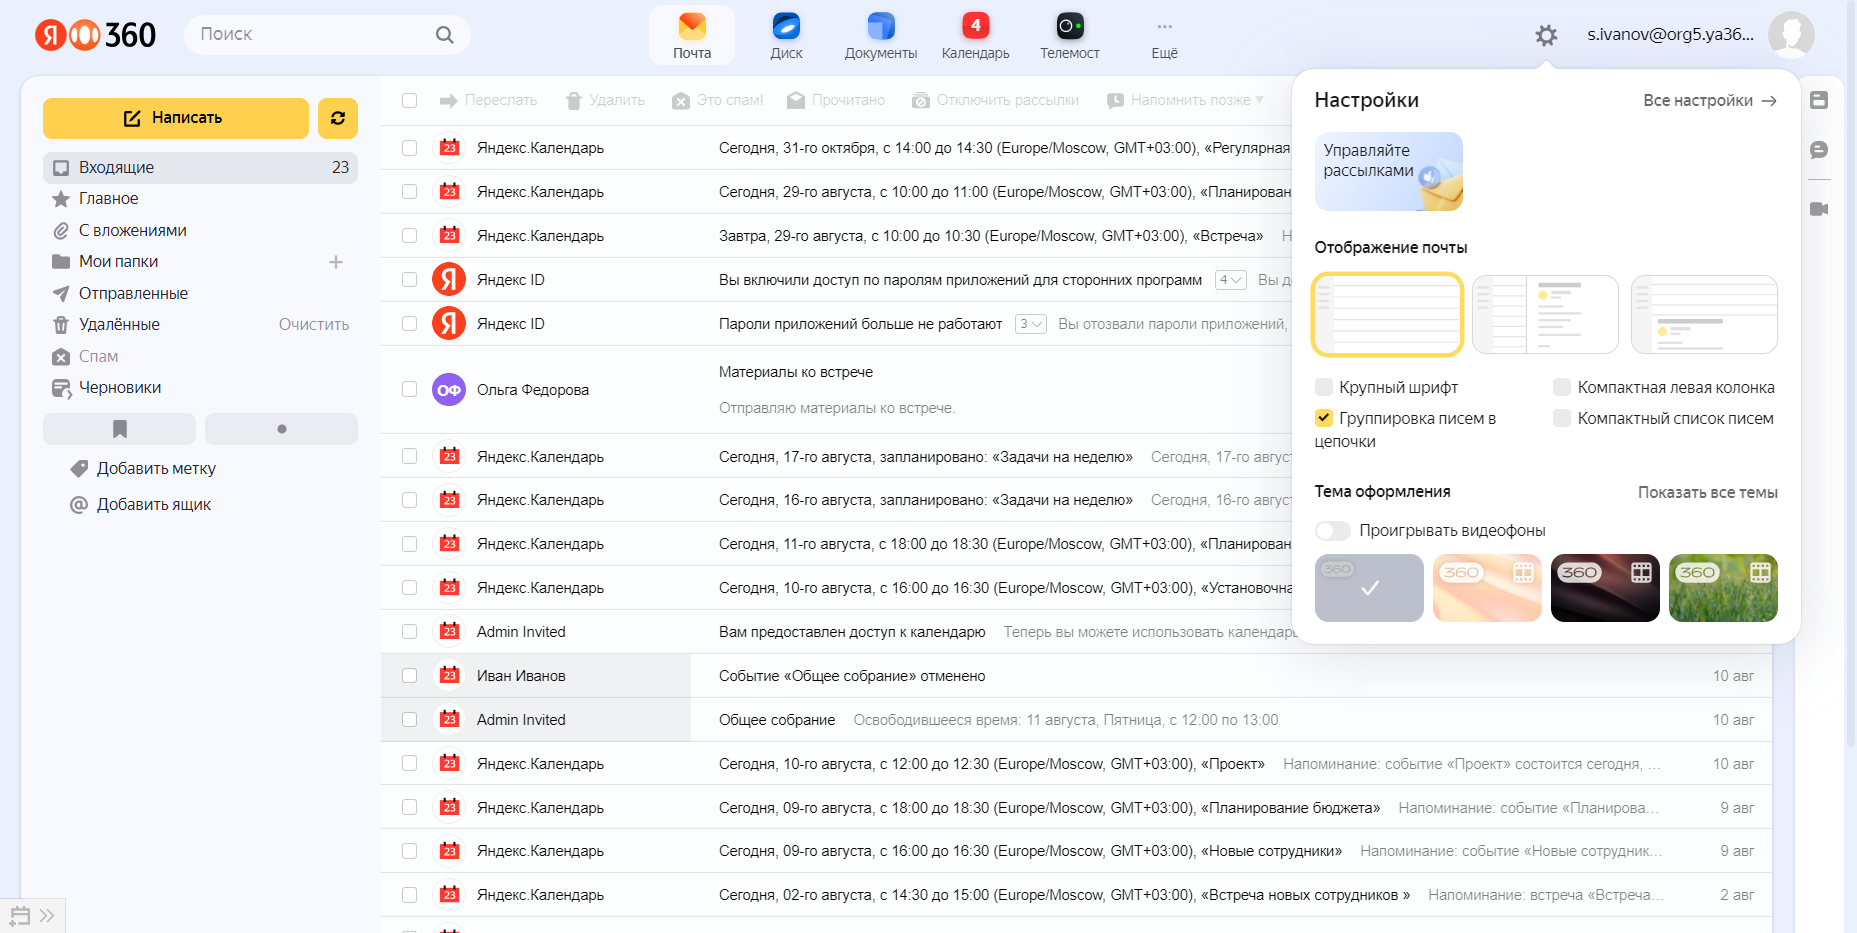 Я 360
Поиск
Почта
Диск
Документы
4
Календарь
Телемост
Ещё
s.ivanov@org5.ya36...
Написать
Входящие 23
Главное
С вложениями
Мои папки
Отправленные
Удалённые Очистить
Спам
Черновики
Добавить метку
@ Добавить ящик
Переслать Удалить Это спам! Прочитано Отключить рассылки Напомнить позже
23 Яндекс.Календарь Сегодня, 31-го октября, с 14:00 до 14:30 (Europe/Moscow, GMT+03:00), «Регулярная
23 Яндекс.Календарь Сегодня, 29-го августа, с 10:00 до 11:00 (Europe/Moscow, GMT+03:00), «Планирован
23 Яндекс.Календарь Завтра, 29-го августа, с 10:00 до 10:30 (Europe/Moscow, GMT+03:00), «Встреча»
Я Яндекс ID Вы включили доступ по паролям приложений для сторонних программ 4 Вы д
Я Яндекс ID Пароли приложений больше не работают 3 Вы отозвали пароли приложений,
ОФ Ольга Федорова Материалы ко встрече
Отправляю материалы ко встрече.
23 Яндекс.Календарь Сегодня, 17-го августа, запланировано: «Задачи на неделю» Сегодня, 17-го авгус
23 Яндекс.Календарь Сегодня, 16-го августа, запланировано: «Задачи на неделю» Сегодня, 16-го авгус
23 Яндекс.Календарь Сегодня, 11-го августа, с 18:00 до 18:30 (Europe/Moscow, GMT+03:00), «Планирован
23 Яндекс.Календарь Сегодня, 10-го августа, с 16:00 до 16:30 (Europe/Moscow, GMT+03:00), «Установочна
23 Admin Invited Вам предоставлен доступ к календарю Теперь вы можете использовать календарь
23 Иван Иванов Событие «Общее собрание» отменено 10 авг
23 Admin Invited Общее собрание Освободившееся время: 11 августа, Пятница, с 12:00 по 13:00 10 авг
23 Яндекс.Календарь Сегодня, 10-го августа, с 12:00 до 12:30 (Europe/Moscow, GMT+03:00), «Проект» Напоминание: событие «Проект» состоится сегодня, ... 10 авг
23 Яндекс.Календарь Сегодня, 09-го августа, с 18:00 до 18:30 (Europe/Moscow, GMT+03:00), «Планирование бюджета» Напоминание: событие «Планирова... 9 авг
23 Яндекс.Календарь Сегодня, 09-го августа, с 16:00 до 16:30 (Europe/Moscow, GMT+03:00), «Новые сотрудники» Напоминание: событие «Новые сотрудник... 9 авг
23 Яндекс.Календарь Сегодня, 02-го августа, с 14:30 до 15:00 (Europe/Moscow, GMT+03:00), «Встреча новых сотрудников » Напоминание: встреча «Встреча... 2 авг
Настройки Все настройки
Управляйте
рассылками
Отображение почты
Крупный шрифт
Компактная левая колонка
Группировка писем в
цепочки
Компактный список писем
Тема оформления Показать все темы
Проигрывать видеофоны
360 360 360 360